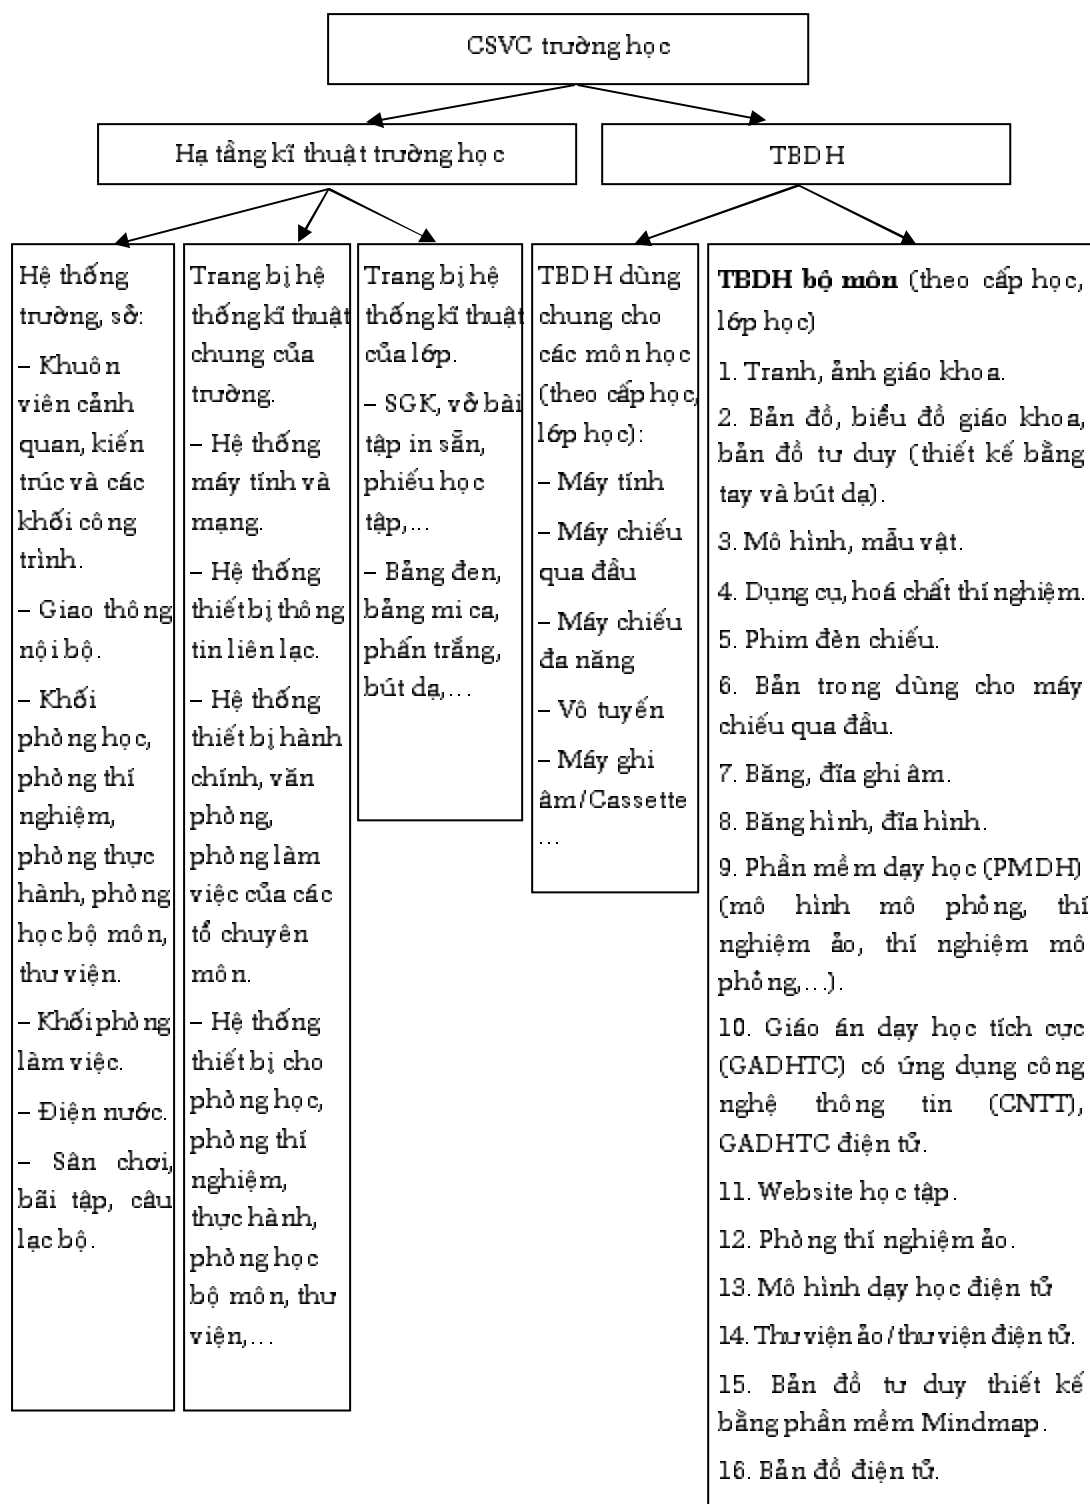 CSVC trường học
Hạ tầng kĩ thuật trường học
TBDH
Hệ thống
trường, sở:
– Khuôn
viên cảnh
quan, kiến
trúc và các
khối công
trình.
– Giao thông
nội bộ.
– Khối
phòng học,
phòng thí
nghiệm,
phòng thực
hành, phòng
học bộ môn,
thư viện.
– Khối phòng
làm việc.
– Điện nước.
– Sân chơi,
bãi tập, câu
lạc bộ.
Trang bị hệ
thống kĩ thuật
chung của
trường.
– Hệ thống
máy tính và
mạng.
– Hệ thống
thiết bị thông
tin liên lạc.
– Hệ thống
thiết bị hành
chính, văn
phòng,
phòng làm
việc của các
tổ chuyên
môn.
– Hệ thống
thiết bị cho
phòng học,
phòng thí
nghiệm,
thực hành,
phòng học
bộ môn, thư
viện,...
Trang bị hệ
thống kĩ thuật
của lớp.
– SGK, vở bài
tập in sẵn,
phiếu học
tập,...
– Bảng đen,
bảng mi ca,
phấn trắng,
bút dạ,...
TBDH dùng
chung cho
các môn học
(theo cấp học,
lớp học):
– Máy tính
– Máy chiếu
qua đầu
– Máy chiếu
đa năng
– Vô tuyến
– Máy ghi
âm/Cassette
...
TBDH bộ môn (theo cấp học,
lớp học)
1. Tranh, ảnh giáo khoa.
2. Bản đồ, biểu đồ giáo khoa,
bản đồ tư duy (thiết kế bằng
tay và bút dạ).
3. Mô hình, mẫu vật.
4. Dụng cụ, hoá chất thí nghiệm.
5. Phim đèn chiếu.
6. Bản trong dùng cho máy
chiếu qua đầu.
7. Băng, đĩa ghi âm.
8. Băng hình, đĩa hình.
9. Phần mềm dạy học (PMDH)
(mô hình mô phỏng, thí
nghiệm ảo, thí nghiệm mô
phỏng,...).
10. Giáo án dạy học tích cực
(GADHTC) có ứng dụng công
nghệ thông tin (CNTT),
GADHTC điện tử.
11. Website học tập.
12. Phòng thí nghiệm ảo.
13. Mô hình dạy học điện tử
14. Thư viện ảo/thư viện điện tử.
15. Bản đồ tư duy thiết kế
bằng phần mềm Mindmap.
16. Bản đồ điện tử.